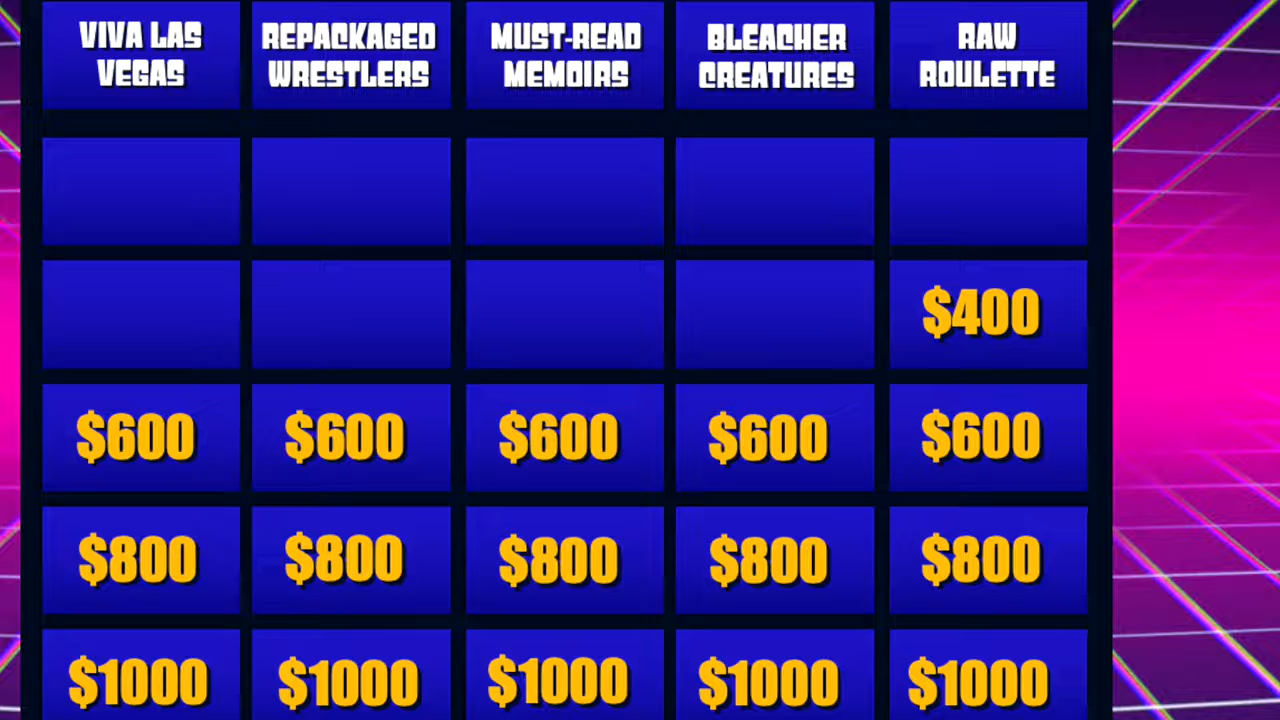 VIVA LAS
VEGAS
REPACKAGED
WRESTLERS
MUST-READ
MEMOIRS
BLEACHER
CREATURES
RAW
ROULETTE
$400
$600
$600
$600
$600
$600
$800
$800
$800
$800
$800
$1000
$1000
$1000
$1000
$1000